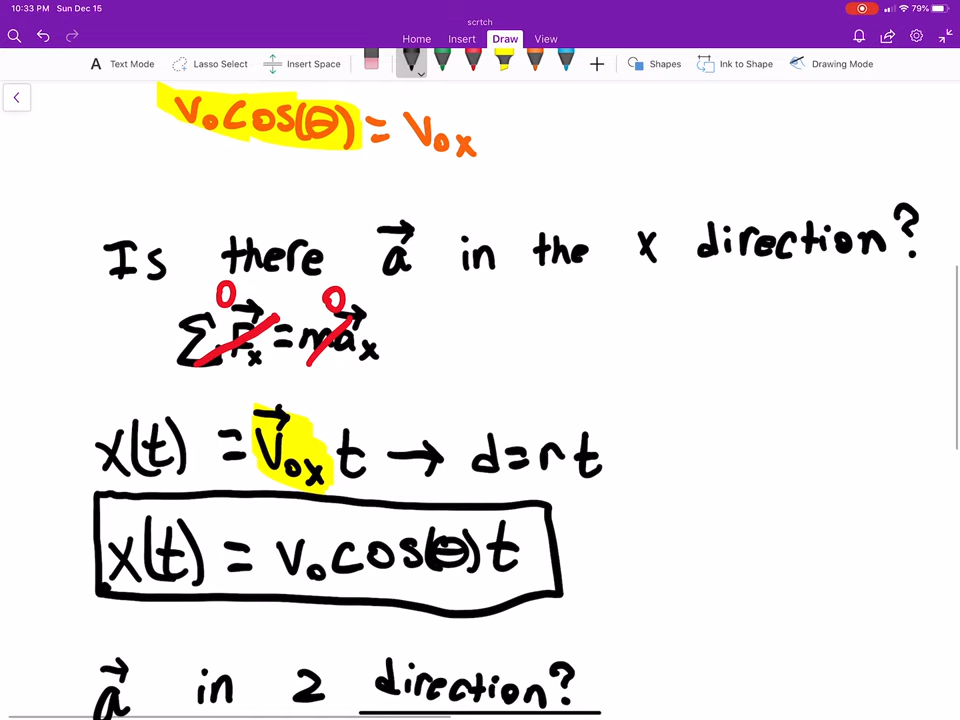 10:33 PM Sun Dec 15 79%
scrtch
Home Insert Draw View
A Text Mode Lasso Select Insert Space Shapes Ink to Shape Drawing Mode
v₀cos(θ) = v₀ₓ
Is there a⃗ in the x direction?
0 0
∑F⃗ₓ = ma⃗ₓ
x(t) = v⃗₀ₓ t → d=rt
x(t) = v₀cos(θ)t
a⃗ in 2 direction?